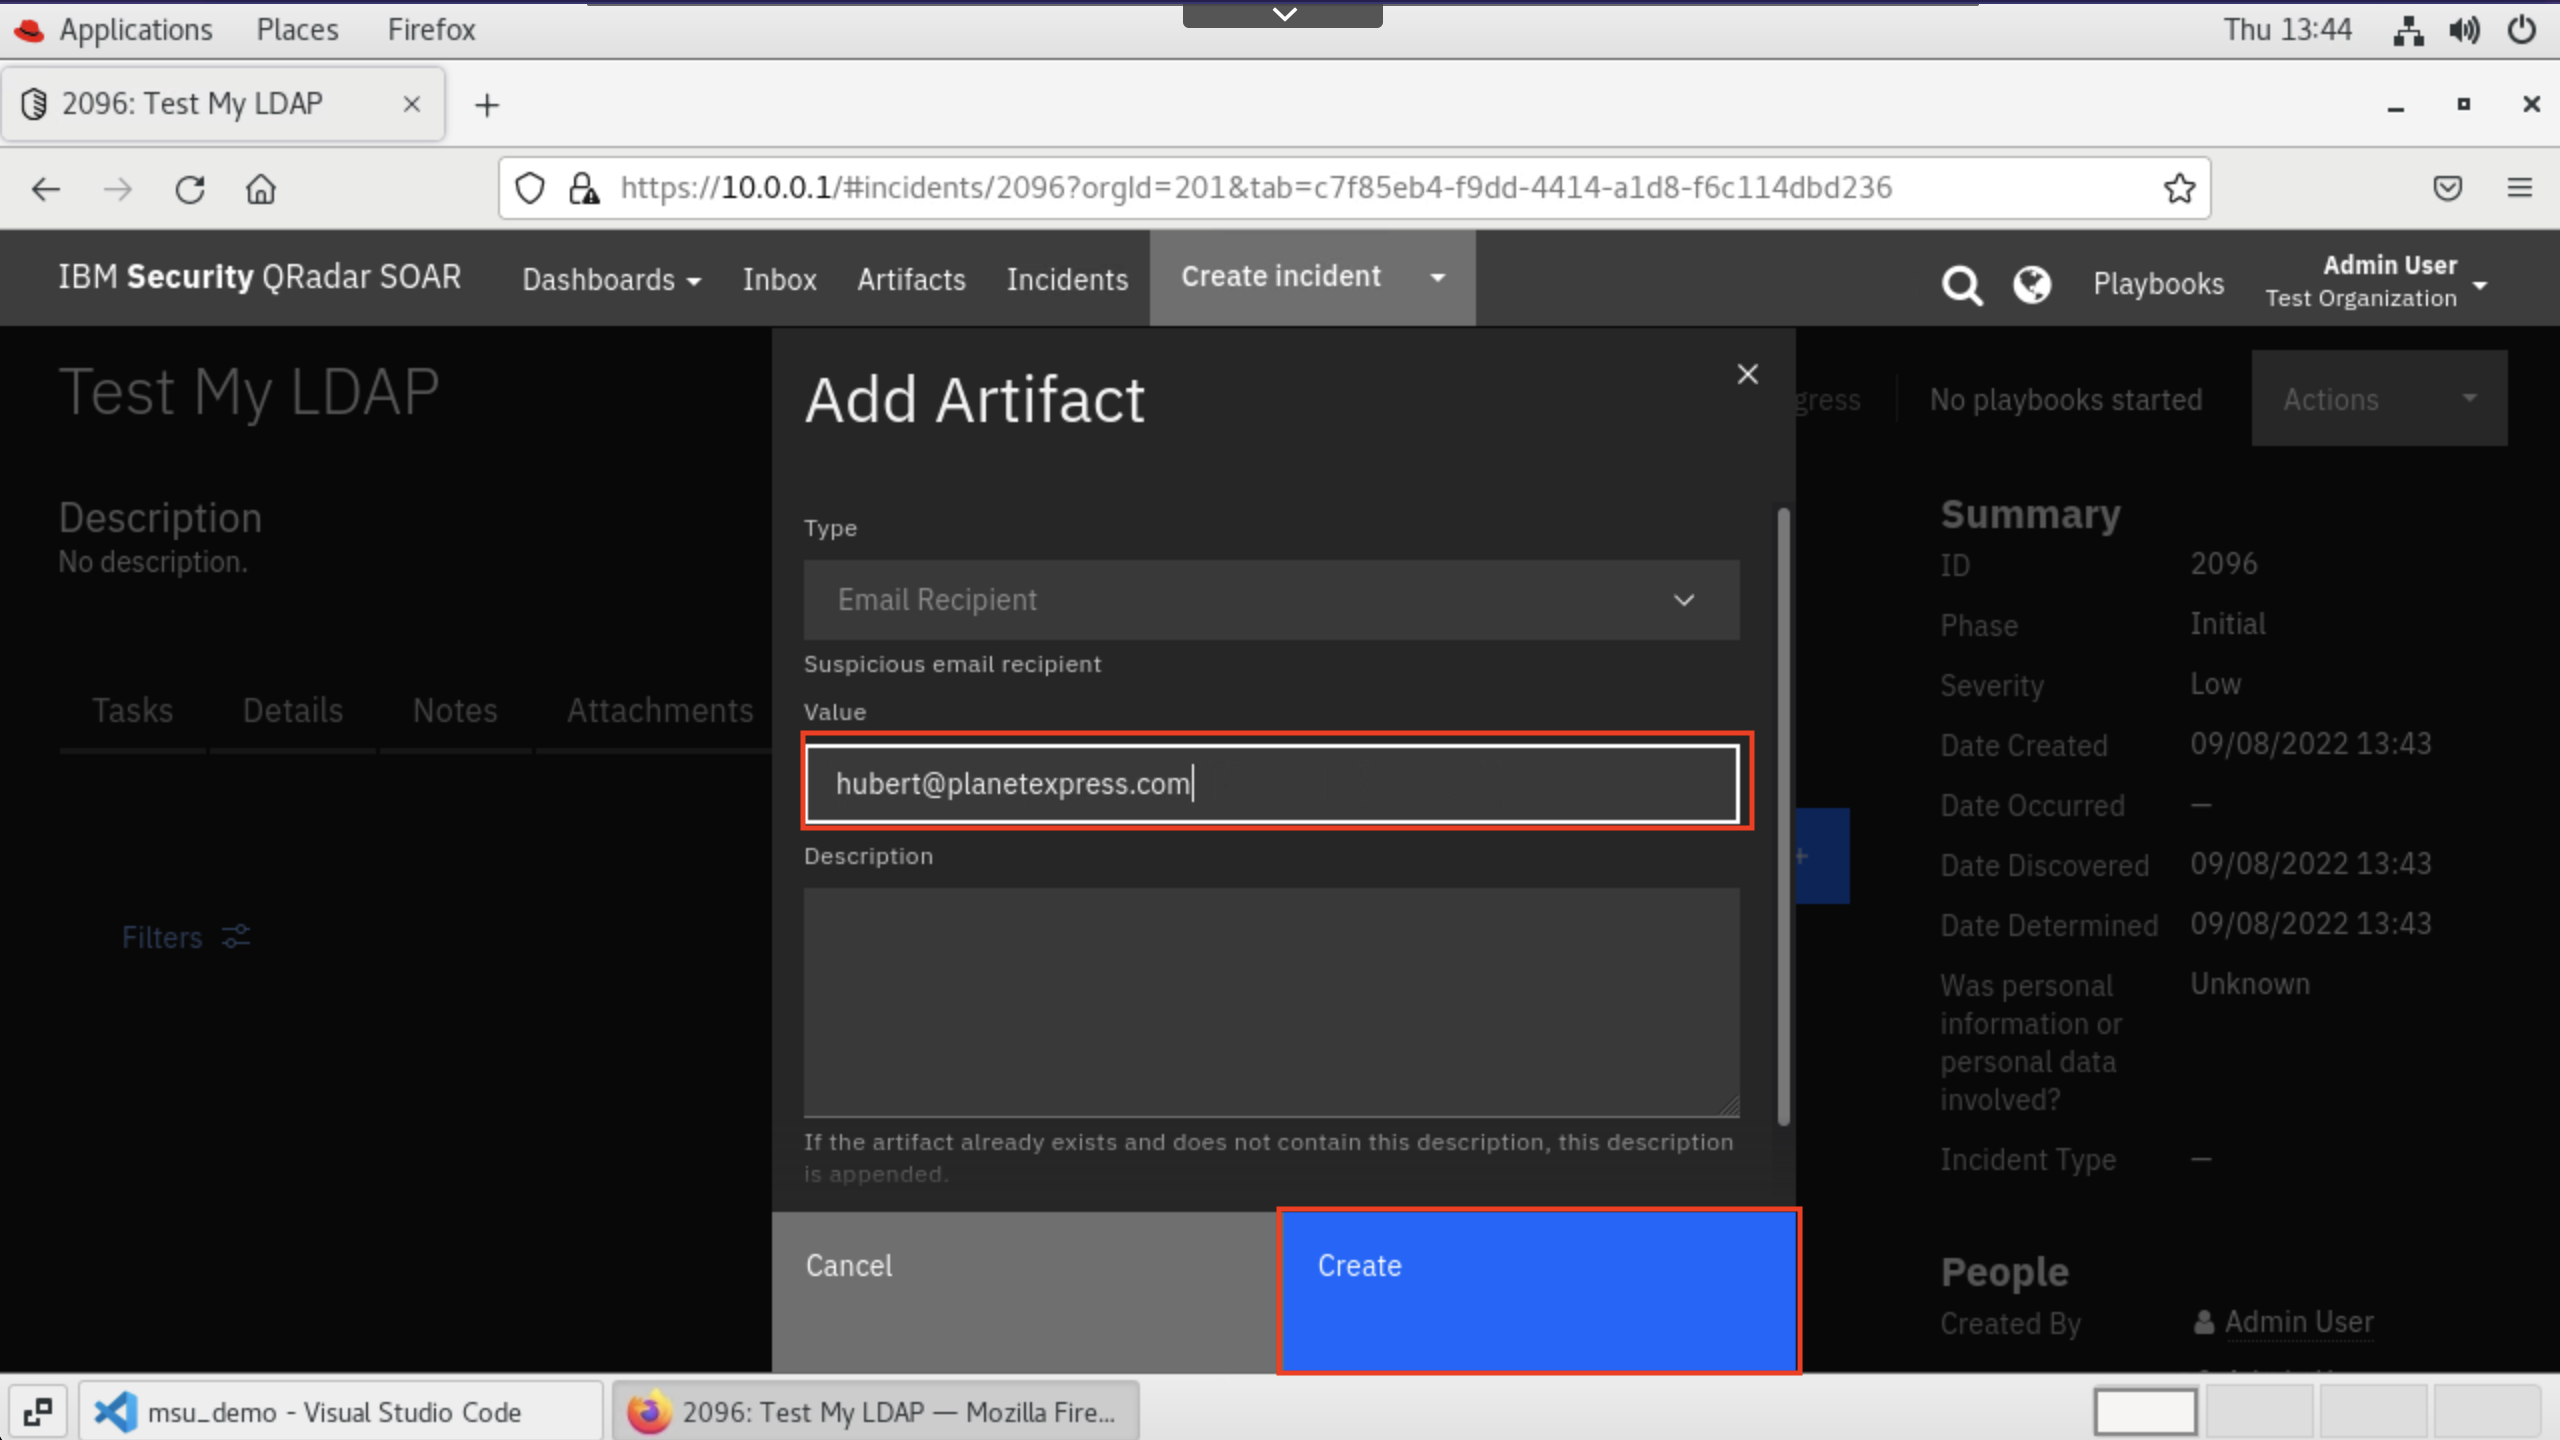 Applications Places Firefox Thu 13:44
2096: Test My LDAP
https://10.0.0.1/#incidents/2096?orgId=201&tab=c7f85eb4-f9dd-4414-a1d8-f6c114dbd236
IBM Security QRadar SOAR Dashboards Inbox Artifacts Incidents Create incident Playbooks Admin User
Test Organization
Test My LDAP
Add Artifact
gress No playbooks started Actions
Description
No description.
Tasks Details Notes Attachments
Filters
Type
Email Recipient
Suspicious email recipient
Value
hubert@planetexpress.com
Description
If the artifact already exists and does not contain this description, this description
is appended.
Cancel Create
+
Summary
ID 2096
Phase Initial
Severity Low
Date Created 09/08/2022 13:43
Date Occurred —
Date Discovered 09/08/2022 13:43
Date Determined 09/08/2022 13:43
Was personal Unknown
information or
personal data
involved?
Incident Type —
People
Created By Admin User
msu_demo - Visual Studio Code 2096: Test My LDAP — Mozilla Fire...